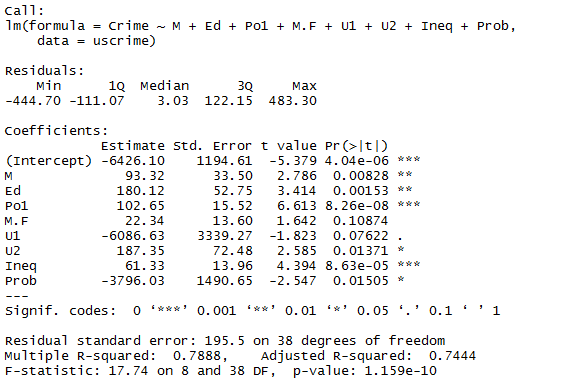 Call:
lm(formula = Crime ~ M + Ed + Po1 + M.F + U1 + U2 + Ineq + Prob,
    data = uscrime)
Residuals:
    Min      1Q  Median      3Q     Max
-444.70 -111.07    3.03  122.15  483.30
Coefficients:
            Estimate Std. Error t value Pr(>|t|)
(Intercept) -6426.10    1194.61  -5.379 4.04e-06 ***
M              93.32      33.50   2.786  0.00828 **
Ed            180.12      52.75   3.414  0.00153 **
Po1           102.65      15.52   6.613 8.26e-08 ***
M.F            22.34      13.60   1.642  0.10874
U1          -6086.63    3339.27  -1.823  0.07622 .
U2            187.35      72.48   2.585  0.01371 *
Ineq           61.33      13.96   4.394 8.63e-05 ***
Prob        -3796.03    1490.65  -2.547  0.01505 *
---
Signif. codes:  0 ‘***’ 0.001 ‘**’ 0.01 ‘*’ 0.05 ‘.’ 0.1 ‘ ’ 1
Residual standard error: 195.5 on 38 degrees of freedom
Multiple R-squared:  0.7888,    Adjusted R-squared:  0.7444
F-statistic: 17.74 on 8 and 38 DF,  p-value: 1.159e-10